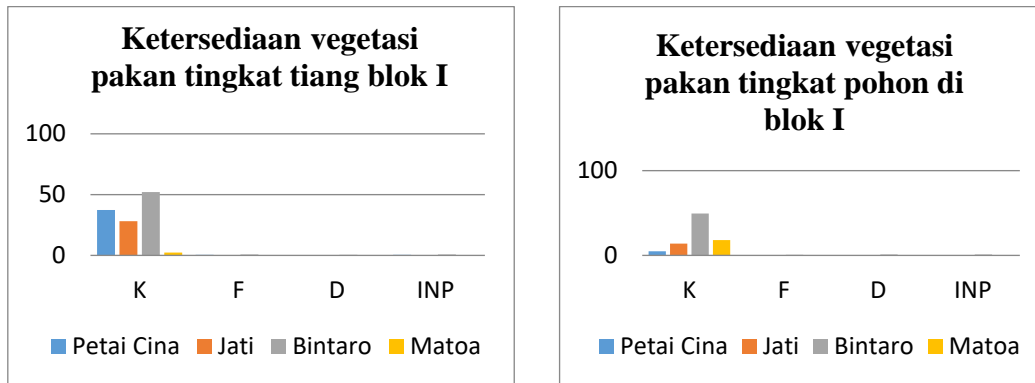 Ketersediaan vegetasi
pakan tingkat tiang blok I
100
50
0
K F D INP
Petai Cina Jati Bintaro Matoa
Ketersediaan vegetasi
pakan tingkat pohon di
blok I
100
0
K F D INP
Petai Cina Jati Bintaro Matoa